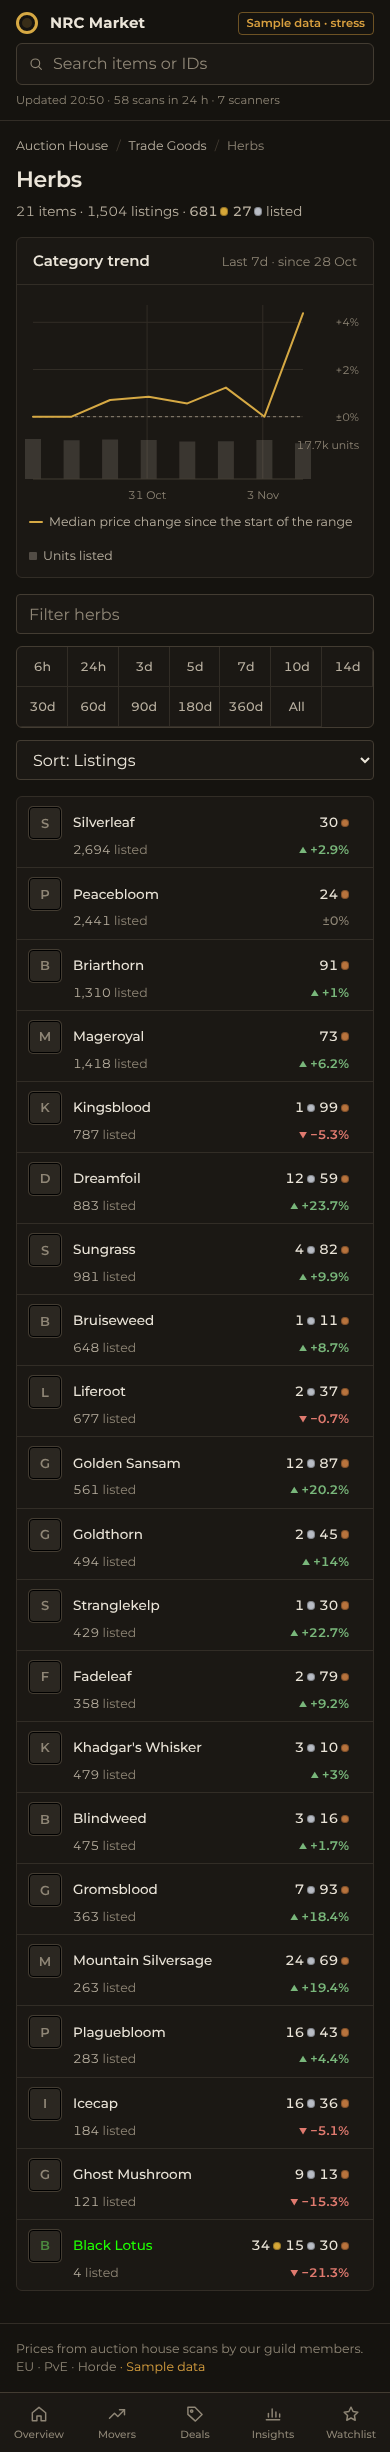 NRC Market
Sample data · stress
Search items or IDs
Updated 20:50 · 58 scans in 24 h · 7 scanners
Auction House / Trade Goods / Herbs
Herbs
21 items · 1,504 listings · 681 27 listed
Category trend
Last 7d · since 28 Oct
+4%
+2%
±0%
17.7k units
31 Oct
3 Nov
Median price change since the start of the range
Units listed
Filter herbs
6h 24h 3d 5d 7d 10d 14d
30d 60d 90d 180d 360d All
Sort: Listings
S Silverleaf 30
2,694 listed +2.9%
P Peacebloom 24
2,441 listed ±0%
B Briarthorn 91
1,310 listed +1%
M Mageroyal 73
1,418 listed +6.2%
K Kingsblood 1 99
787 listed −5.3%
D Dreamfoil 12 59
883 listed +23.7%
S Sungrass 4 82
981 listed +9.9%
B Bruiseweed 1 11
648 listed +8.7%
L Liferoot 2 37
677 listed −0.7%
G Golden Sansam 12 87
561 listed +20.2%
G Goldthorn 2 45
494 listed +14%
S Stranglekelp 1 30
429 listed +22.7%
F Fadeleaf 2 79
358 listed +9.2%
K Khadgar's Whisker 3 10
479 listed +3%
B Blindweed 3 16
475 listed +1.7%
G Gromsblood 7 93
363 listed +18.4%
M Mountain Silversage 24 69
263 listed +19.4%
P Plaguebloom 16 43
283 listed +4.4%
I Icecap 16 36
184 listed −5.1%
G Ghost Mushroom 9 13
121 listed −15.3%
B Black Lotus 34 15 30
4 listed −21.3%
Prices from auction house scans by our guild members.
EU · PvE · Horde · Sample data
Overview Movers Deals Insights Watchlist